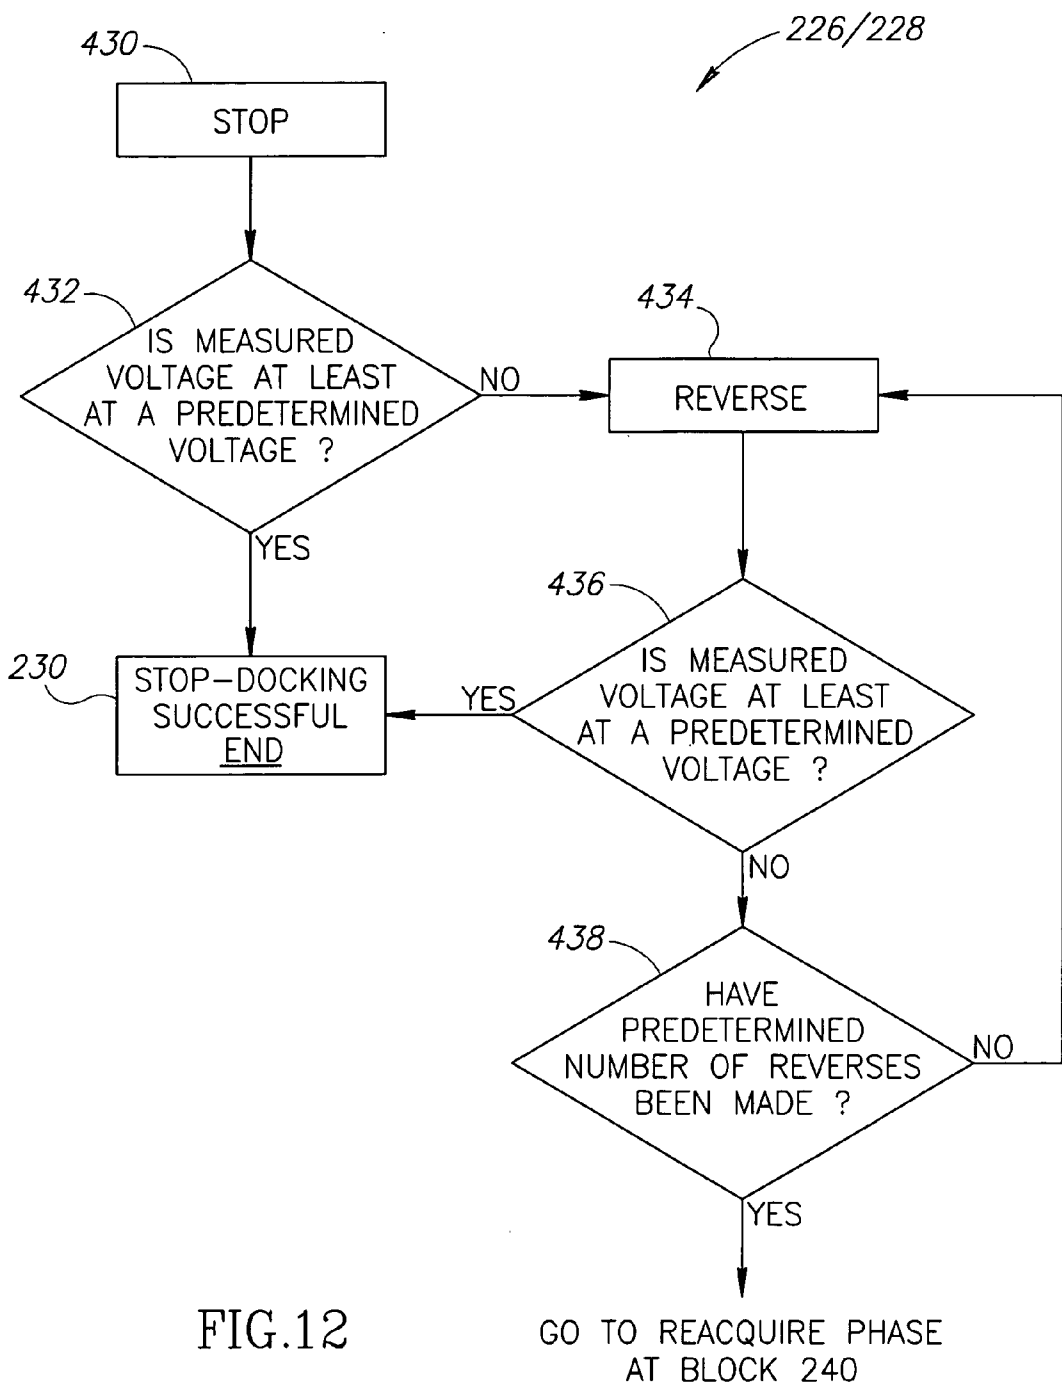 430
226/228
STOP
432
IS MEASURED
VOLTAGE AT LEAST
AT A PREDETERMINED
VOLTAGE ?
NO
434
REVERSE
YES
436
IS MEASURED
VOLTAGE AT LEAST
AT A PREDETERMINED
VOLTAGE ?
230
STOP-DOCKING
SUCCESSFUL
END
YES
NO
438
HAVE
PREDETERMINED
NUMBER OF REVERSES
BEEN MADE ?
NO
YES
FIG.12
GO TO REACQUIRE PHASE
AT BLOCK 240